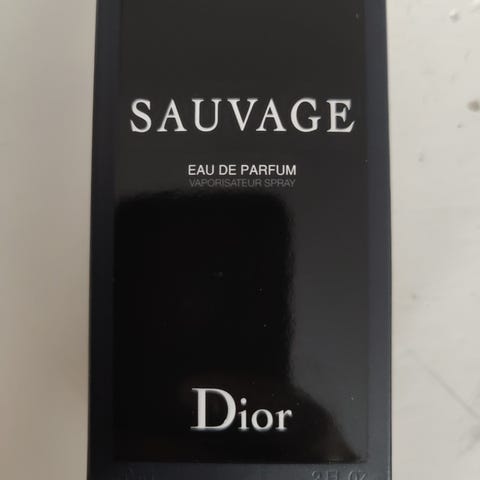 SAUVAGE
EAU DE PARFUM
VAPORISATEUR SPRAY
Dior